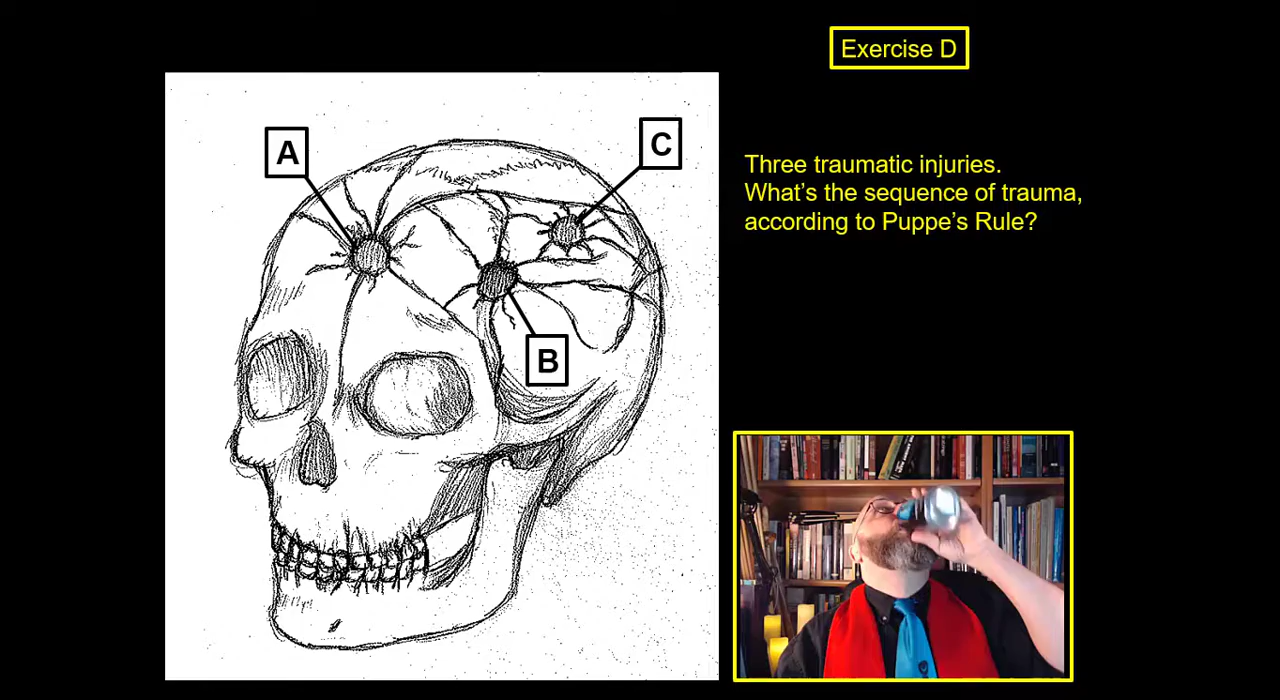 Exercise D
A
C
Three traumatic injuries.
What's the sequence of trauma,
according to Puppe's Rule?
B